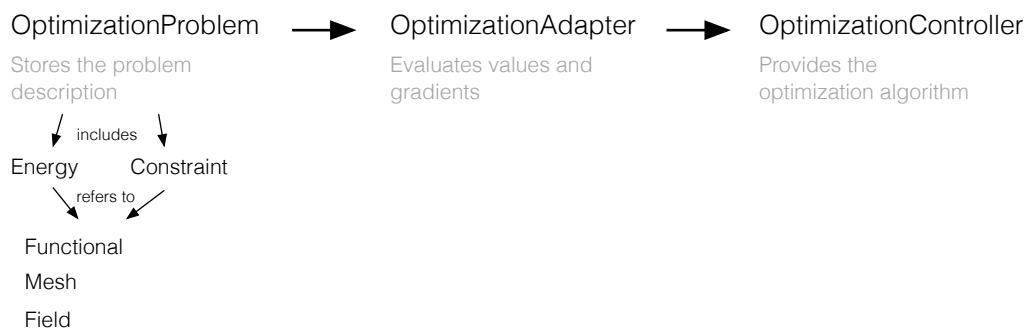 OptimizationProblem
OptimizationAdapter
OptimizationController
Stores the problem
description
Evaluates values and
gradients
Provides the
optimization algorithm
includes
Energy
Constraint
refers to
Functional
Mesh
Field